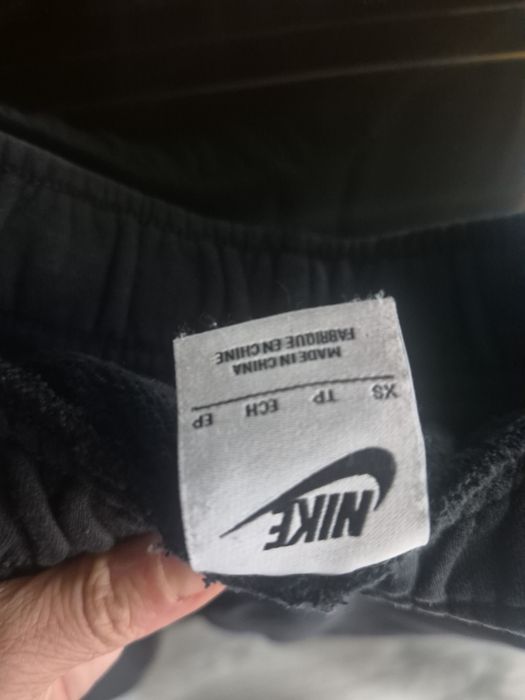 NIKE
XS TP ECH EP
MADE IN CHINA
FABRIQUE EN CHINE